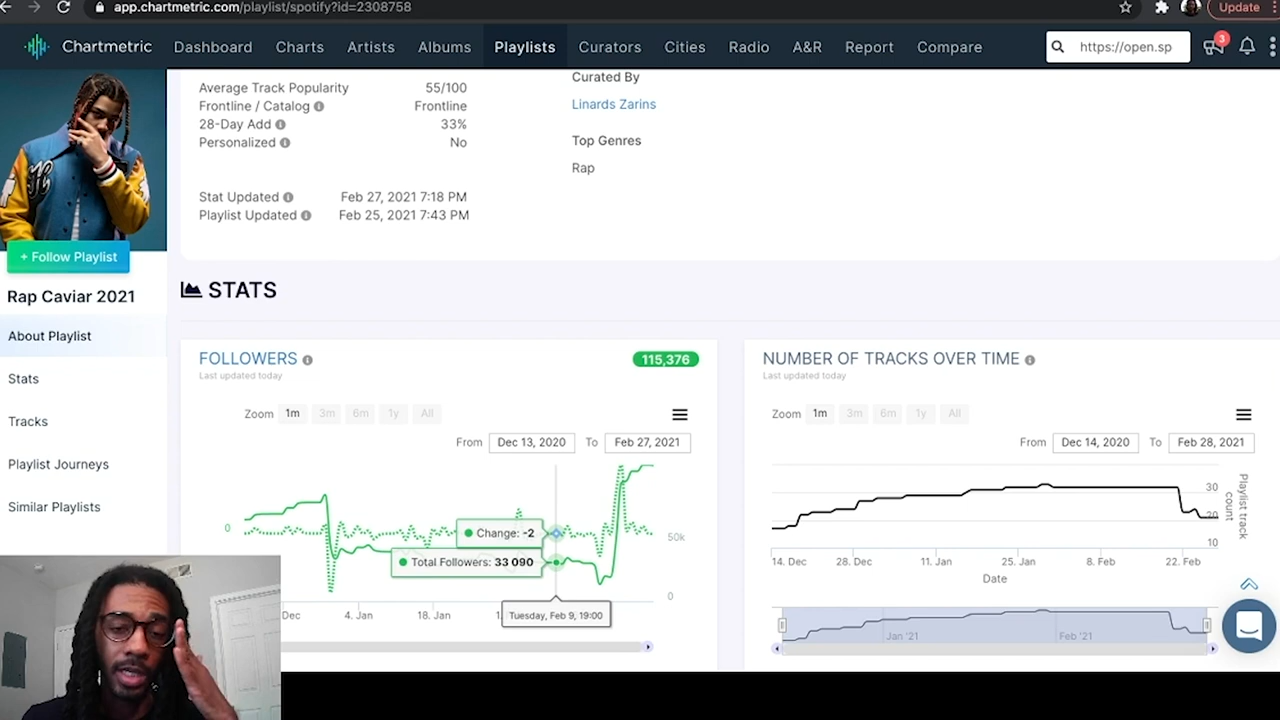 app.chartmetric.com/playlist/spotify?id=2308758
Update
Chartmetric Dashboard Charts Artists Albums Playlists Curators Cities Radio A&R Report Compare https://open.sp 3
Average Track Popularity 55/100
Frontline / Catalog Frontline
28-Day Add 33%
Personalized No
Stat Updated Feb 27, 2021 7:18 PM
Playlist Updated Feb 25, 2021 7:43 PM
Curated By
Linards Zarins
Top Genres
Rap
+ Follow Playlist
Rap Caviar 2021
About Playlist
Stats
Tracks
Playlist Journeys
Similar Playlists
STATS
FOLLOWERS 115,376
Last updated today
Zoom 1m 3m 6m 1y All
From Dec 13, 2020 To Feb 27, 2021
0
Change: -2
50k
Total Followers: 33 090
0
Dec 4. Jan 18. Jan 1
Tuesday, Feb 9, 19:00
NUMBER OF TRACKS OVER TIME
Last updated today
Zoom 1m 3m 6m 1y All
From Dec 14, 2020 To Feb 28, 2021
30
20
10
Playlist track
count
14. Dec 28. Dec 11. Jan 25. Jan 8. Feb 22. Feb
Date
Jan '21 Feb '21